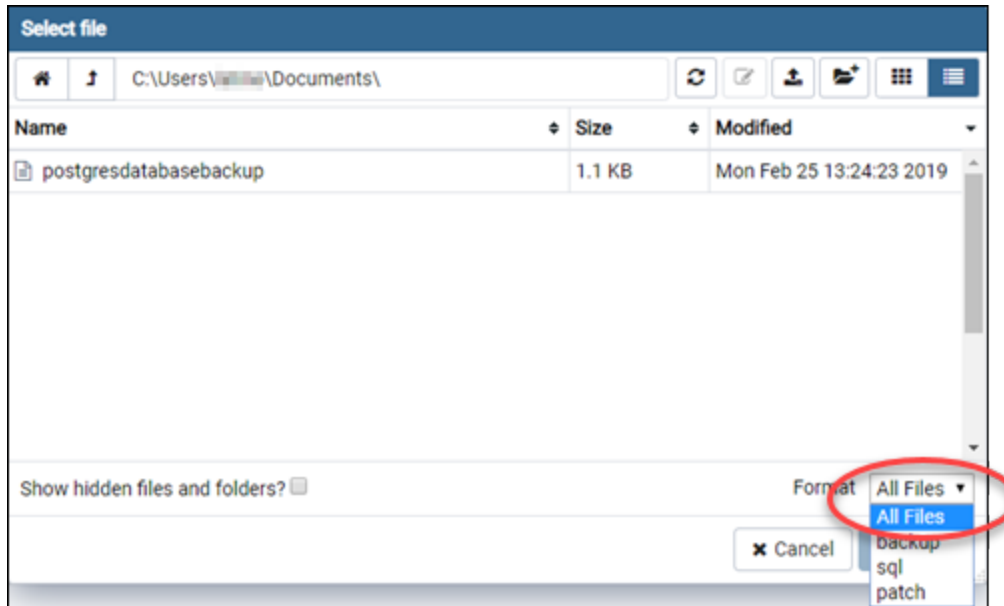 Select file
C:\Users\ \Documents\
Name Size Modified
postgresdatabasebackup 1.1 KB Mon Feb 25 13:24:23 2019
Show hidden files and folders? Format All Files
All Files
Cancel backup
sql
patch